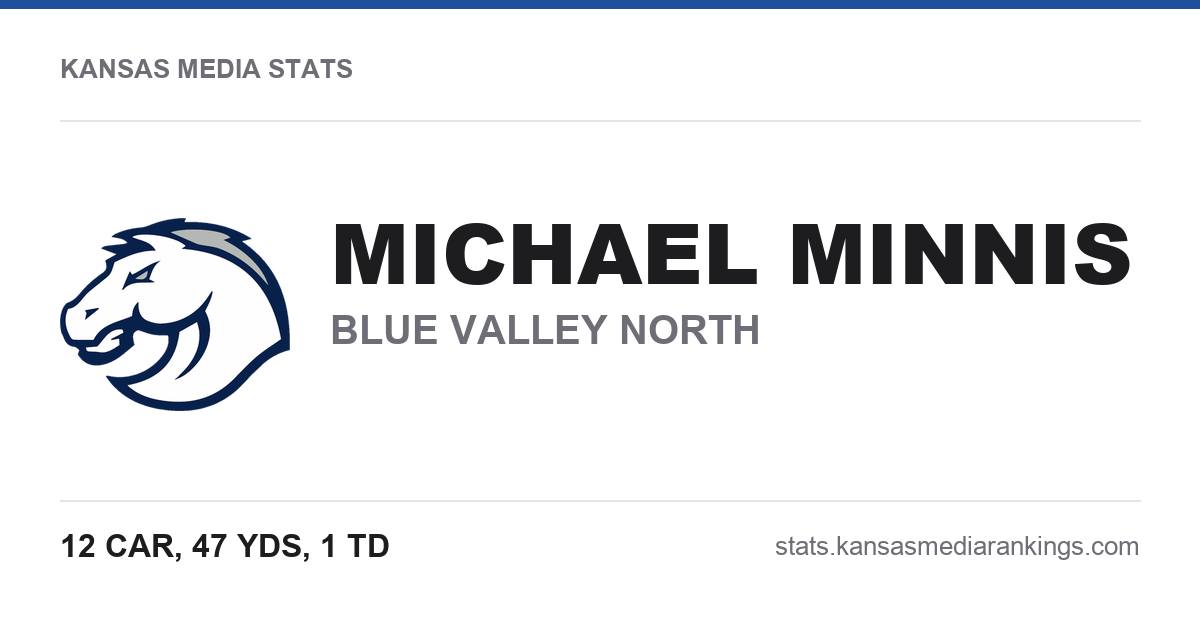 KANSAS MEDIA STATS
MICHAEL MINNIS
BLUE VALLEY NORTH
12 CAR, 47 YDS, 1 TD
stats.kansasmediarankings.com